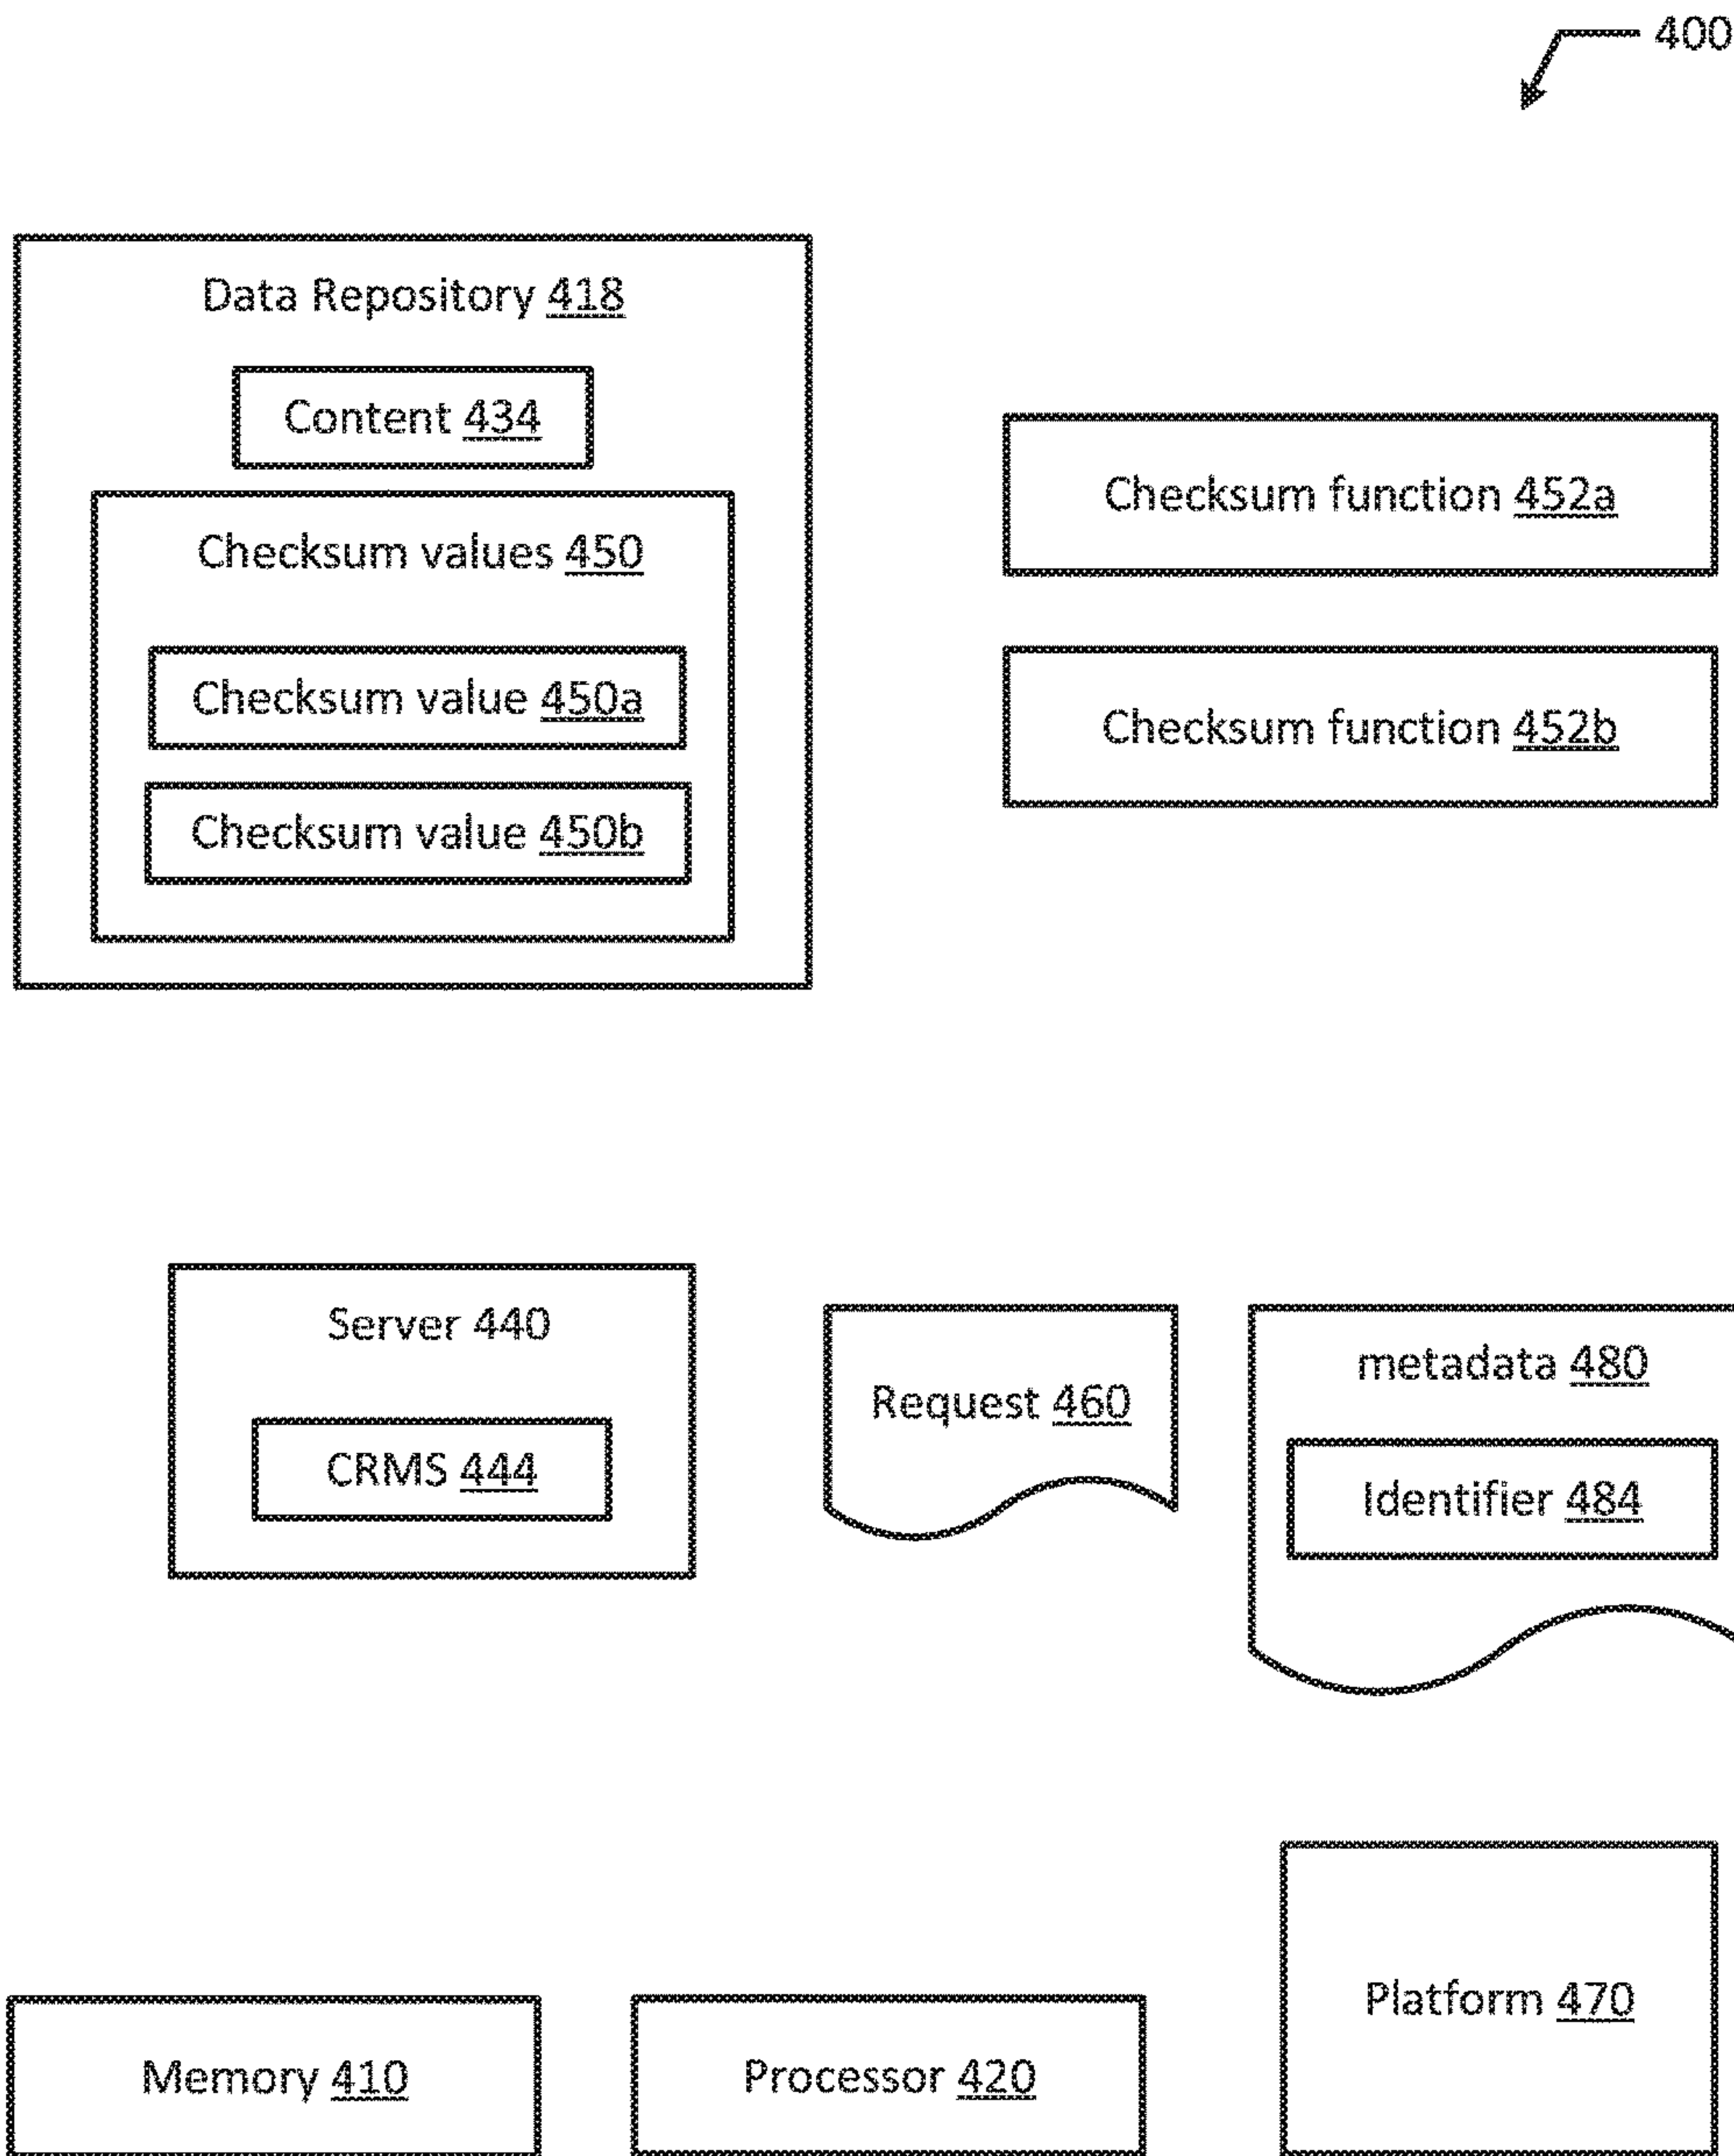 400
Data Repository 418
Content 434
Checksum values 450
Checksum value 450a
Checksum value 450b
Checksum function 452a
Checksum function 452b
Server 440
CRMS 444
Request 460
metadata 480
Identifier 484
Memory 410
Processor 420
Platform 470